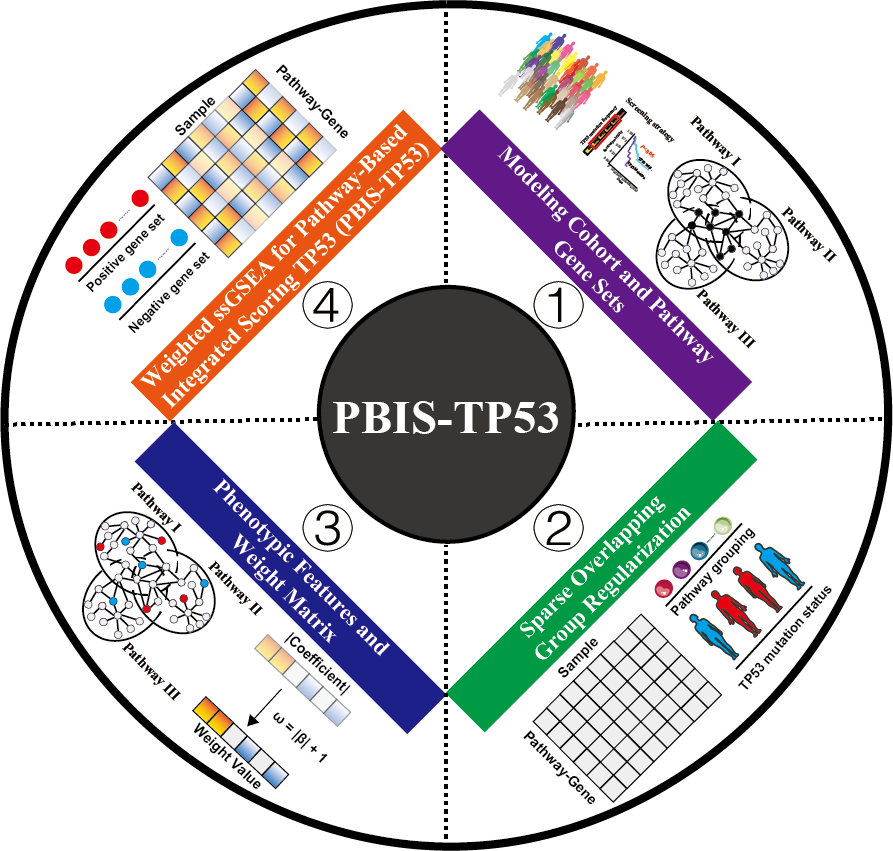 PBIS-TP53
①
Modeling Cohort and Pathway
Gene Sets
Screening strategy
Pathway I
Pathway II
Pathway III
②
Sparse Overlapping
Group Regularization
Pathway grouping
TP53 mutation status
Sample
Pathway-Gene
③
Phenotypic Features and
Weight Matrix
Pathway I
Pathway II
Pathway III
|Coefficient|
ω = |β| + 1
Weight Value
④
Weighted ssGSEA for Pathway-Based
Integrated Scoring TP53 (PBIS-TP53)
Sample
Pathway-Gene
Positive gene set
Negative gene set